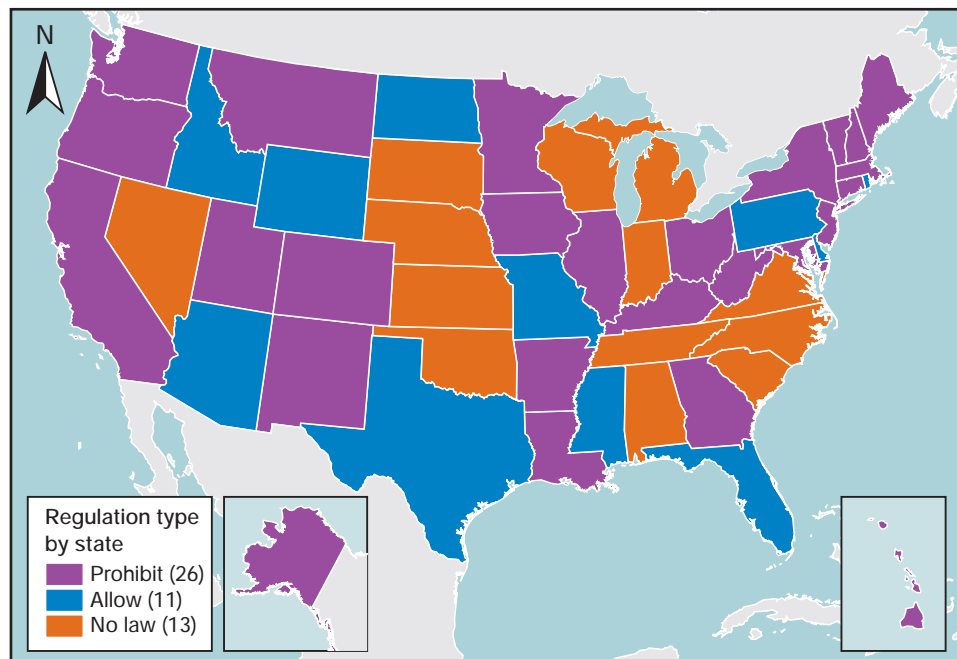 N
Regulation type
by state
Prohibit (26)
Allow (11)
No law (13)